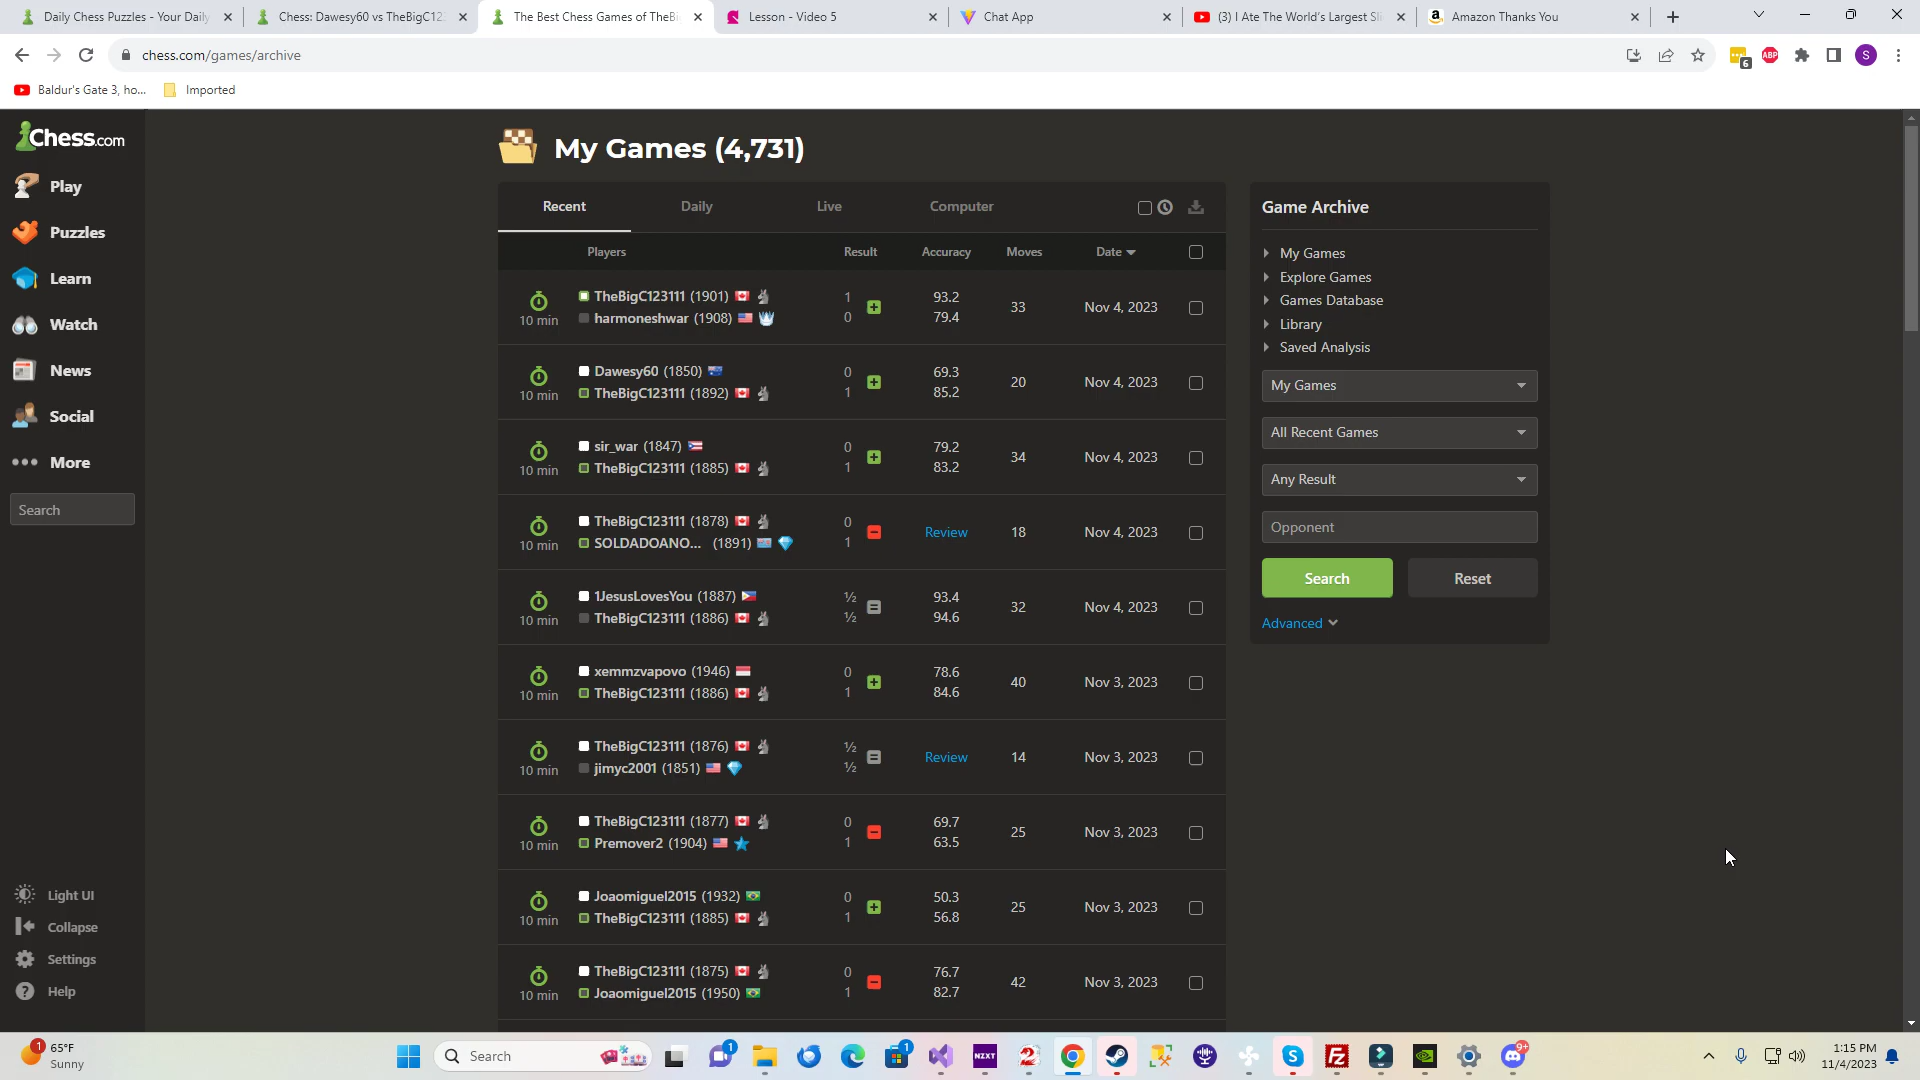 Daily Chess Puzzles - Your Daily
Chess: Dawesy60 vs TheBigC12
The Best Chess Games of TheBi
Lesson - Video 5
Chat App
(3) I Ate The World's Largest Sli
Amazon Thanks You
chess.com/games/archive
6
ABP
S
Baldur's Gate 3, ho...
Imported
Chess.com
Play
Puzzles
Learn
Watch
News
Social
More
Search
Light UI
Collapse
Settings
Help
My Games (4,731)
Recent
Daily
Live
Computer
Players
Result
Accuracy
Moves
Date
10 min
TheBigC123111 (1901)
harmoneshwar (1908)
1
0
93.2
79.4
33
Nov 4, 2023
10 min
Dawesy60 (1850)
TheBigC123111 (1892)
0
1
69.3
85.2
20
Nov 4, 2023
10 min
sir_war (1847)
TheBigC123111 (1885)
0
1
79.2
83.2
34
Nov 4, 2023
10 min
TheBigC123111 (1878)
SOLDADOANO... (1891)
0
1
Review
18
Nov 4, 2023
10 min
1JesusLovesYou (1887)
TheBigC123111 (1886)
½
½
93.4
94.6
32
Nov 4, 2023
10 min
xemmzvapovo (1946)
TheBigC123111 (1886)
0
1
78.6
84.6
40
Nov 3, 2023
10 min
TheBigC123111 (1876)
jimyc2001 (1851)
½
½
Review
14
Nov 3, 2023
10 min
TheBigC123111 (1877)
Premover2 (1904)
0
1
69.7
63.5
25
Nov 3, 2023
10 min
Joaomiguel2015 (1932)
TheBigC123111 (1885)
0
1
50.3
56.8
25
Nov 3, 2023
10 min
TheBigC123111 (1875)
Joaomiguel2015 (1950)
0
1
76.7
82.7
42
Nov 3, 2023
Game Archive
My Games
Explore Games
Games Database
Library
Saved Analysis
My Games
All Recent Games
Any Result
Opponent
Search
Reset
Advanced
1
65°F
Sunny
Search
1
1
NZXT
2
S
FZ
9+
1:15 PM
11/4/2023